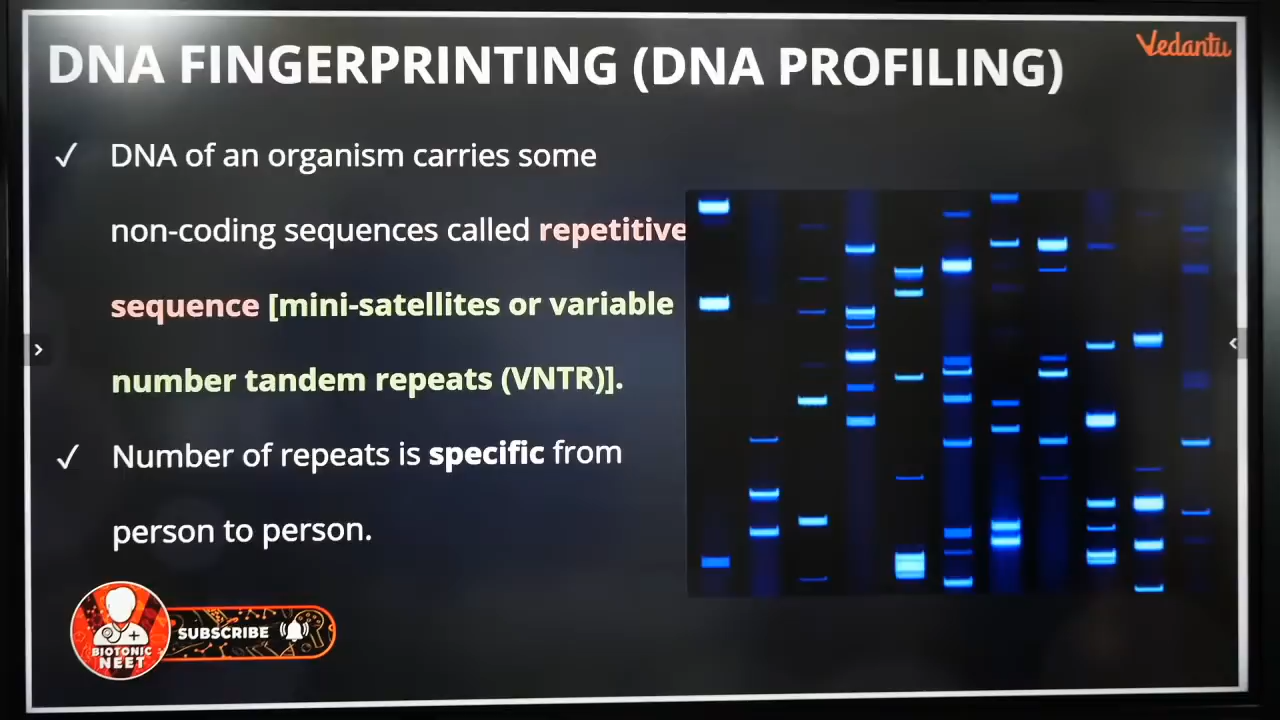 DNA FINGERPRINTING (DNA PROFILING)
Vedantu
✓ DNA of an organism carries some
non-coding sequences called repetitive
sequence [mini-satellites or variable
number tandem repeats (VNTR)].
✓ Number of repeats is specific from
person to person.
SUBSCRIBE
BIOTONIC
NEET